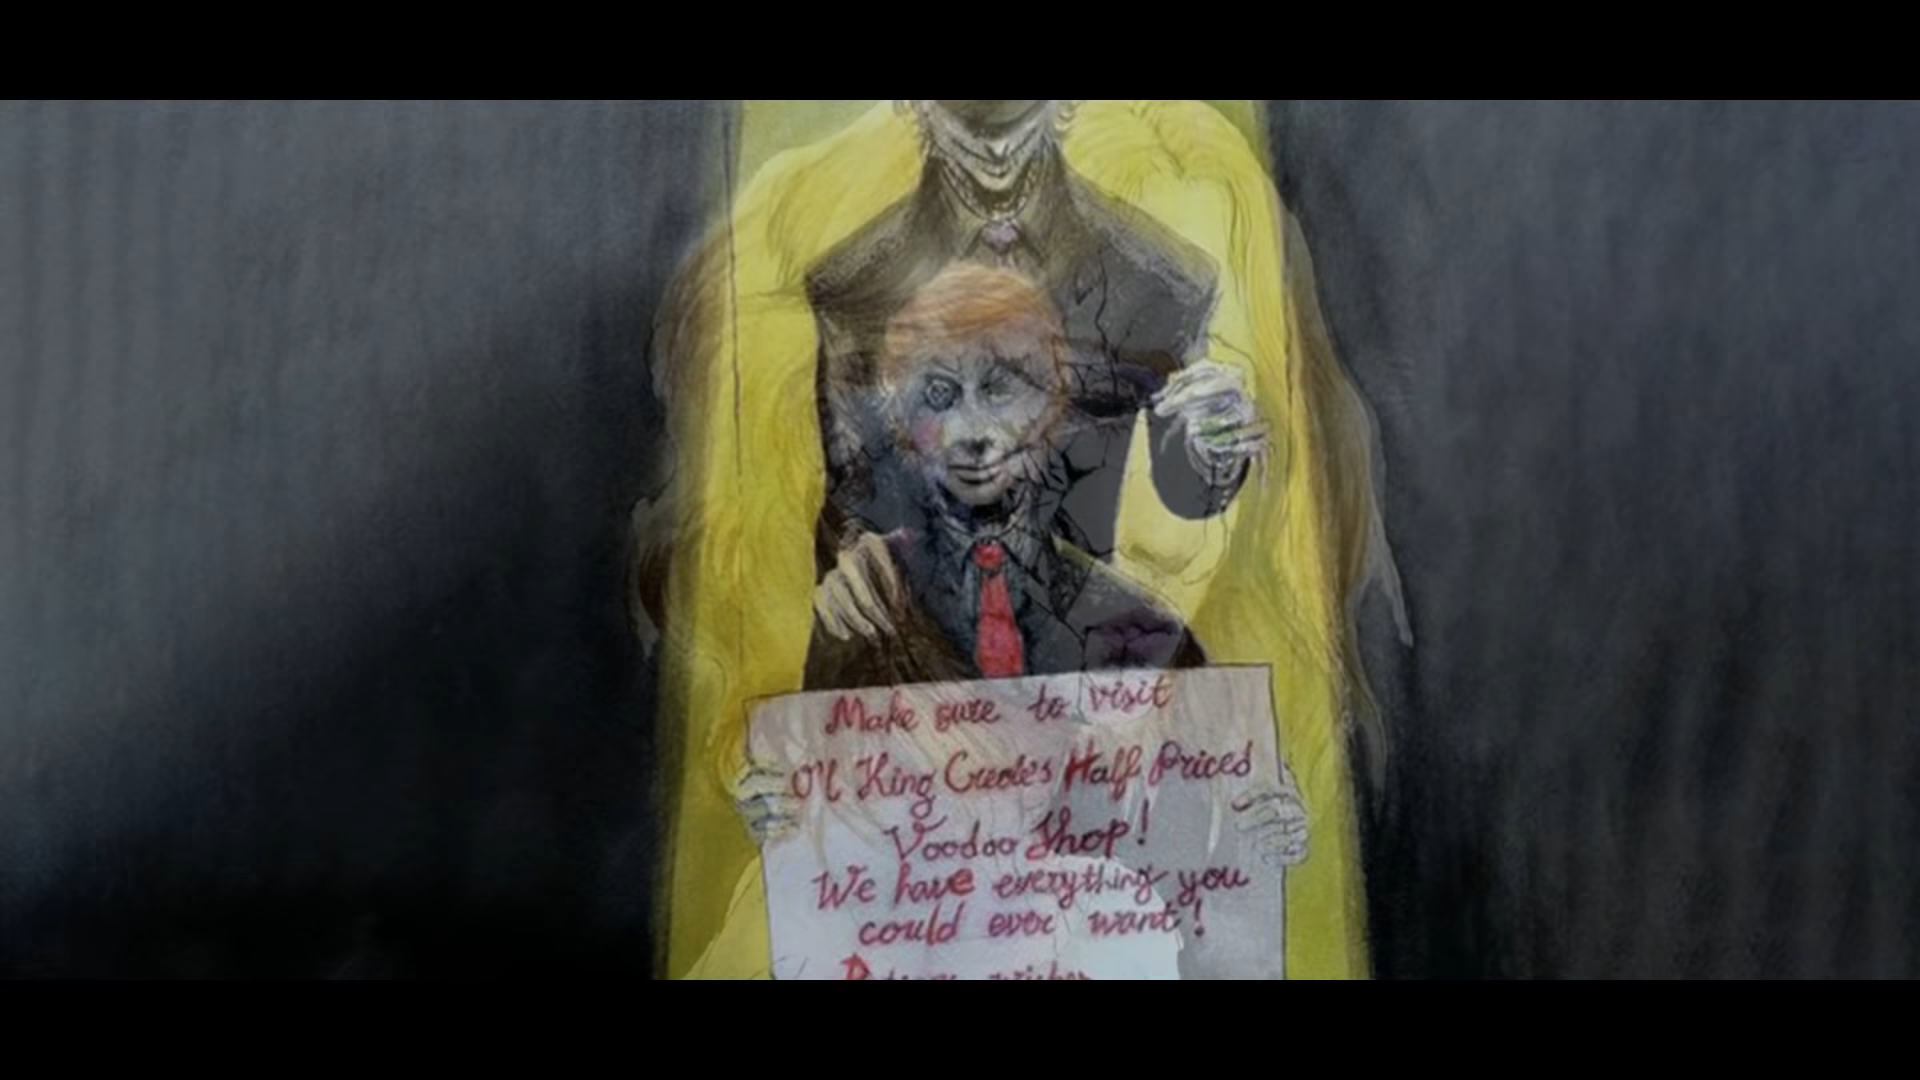 Make sure to visit
Ol' King Creole's Half Priced
Voodoo Shop!
We have everything you
could ever want!